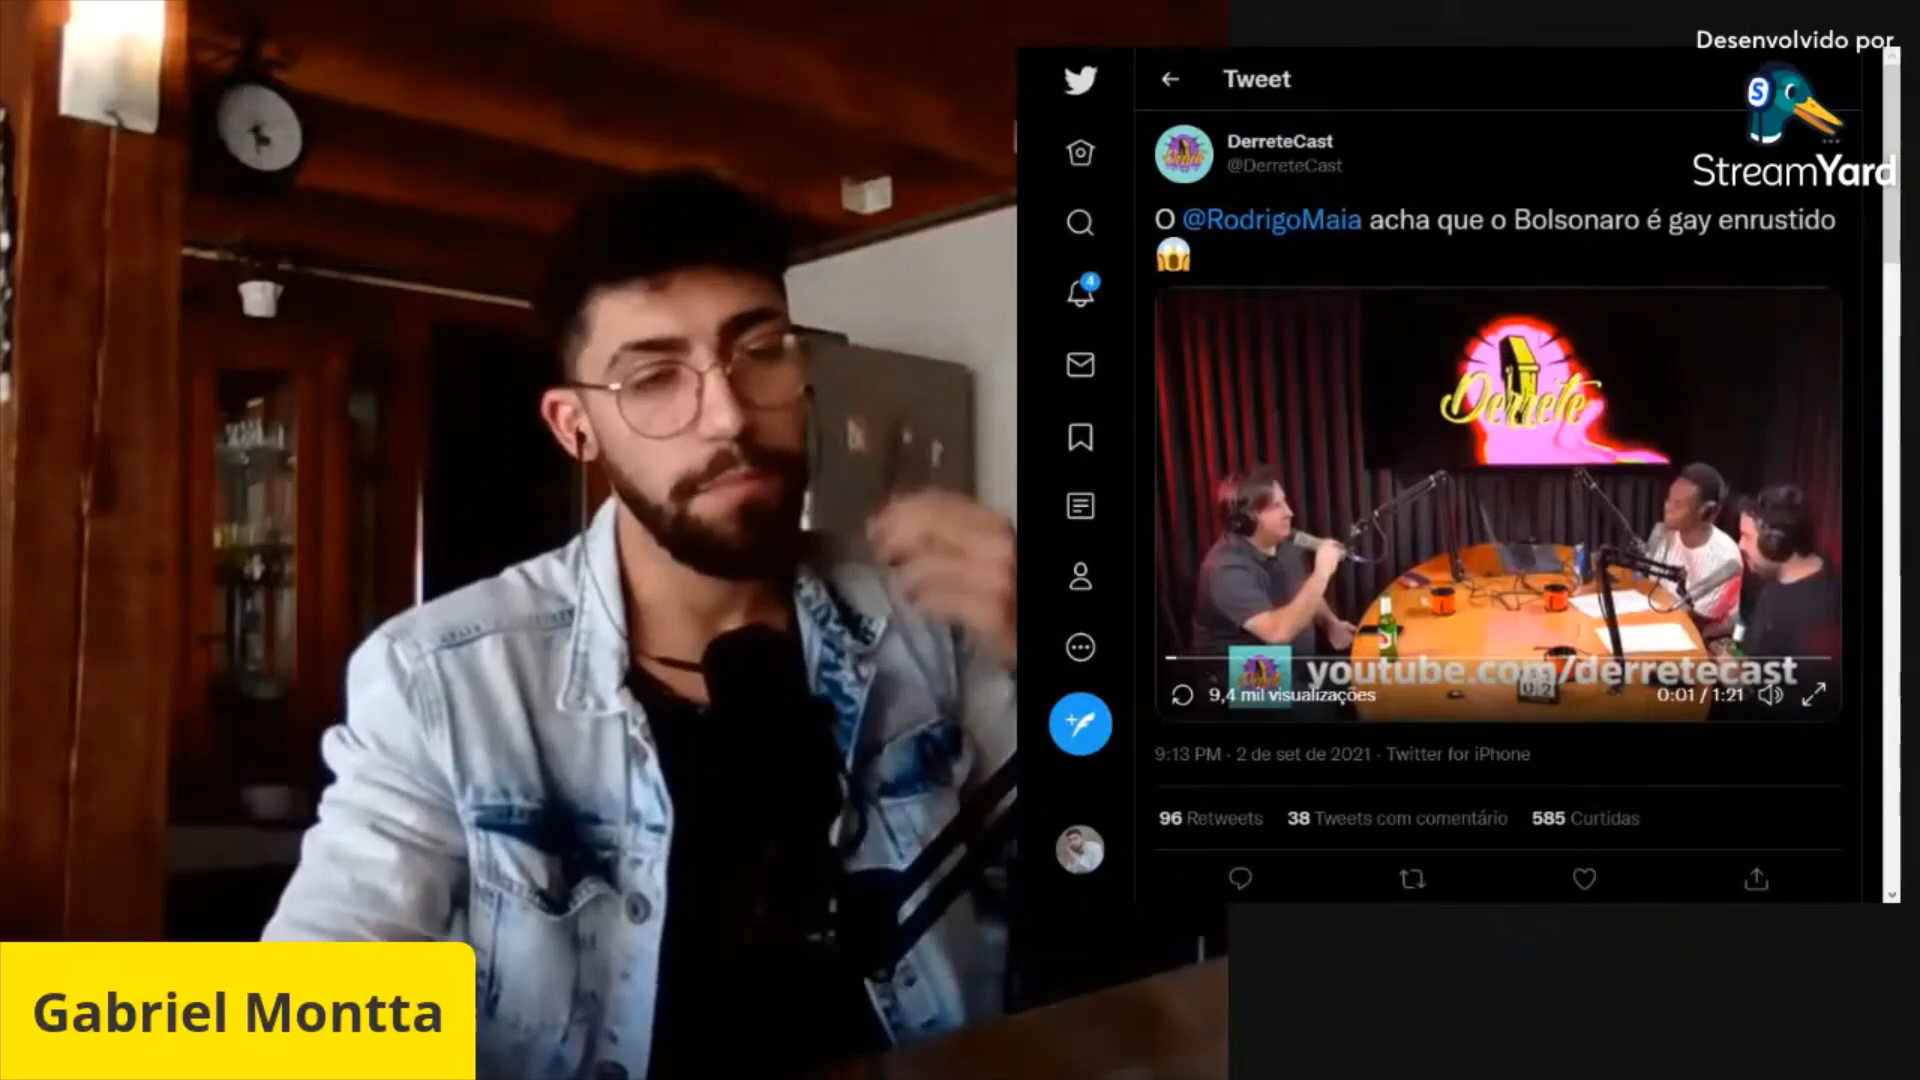 Desenvolvido por
StreamYard
Tweet
DerreteCast
@DerreteCast
O @RodrigoMaia acha que o Bolsonaro é gay enrustido
4
Derrete
youtube.com/derretecast
9,4 mil visualizações
0:01 / 1:21
9:13 PM · 2 de set de 2021 · Twitter for iPhone
96 Retweets 38 Tweets com comentário 585 Curtidas
Gabriel Montta